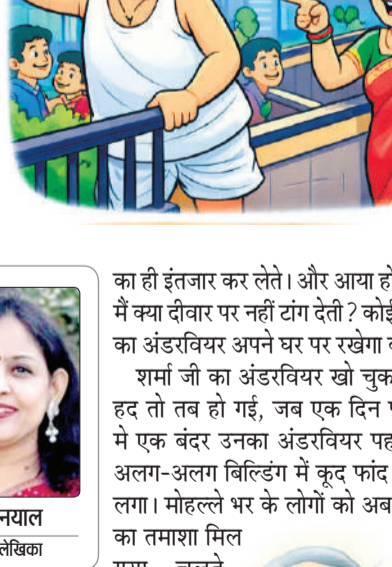 का ही इंतजार कर लेते। और आया
मैं क्या दीवार पर नहीं टांग देती?
का अंडरवियर अपने घर पर रखेगा
शर्मा जी का अंडरवियर खो
हद तो तब हो गई, जब एक दिन
मे एक बंदर उनका अंडरवियर
अलग-अलग बिल्डिंग में कूद फांद
लगा। मोहल्ले भर के लोगों को अब
का तमाशा मिल
नयाल
लेखिका